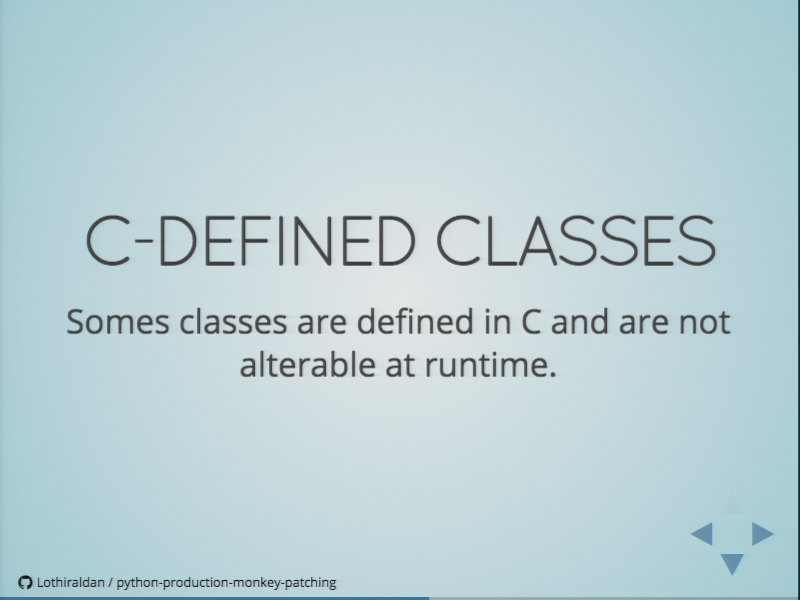 C-DEFINED CLASSES
Somes classes are defined in C and are not
alterable at runtime.
Lothiraldan / python-production-monkey-patching